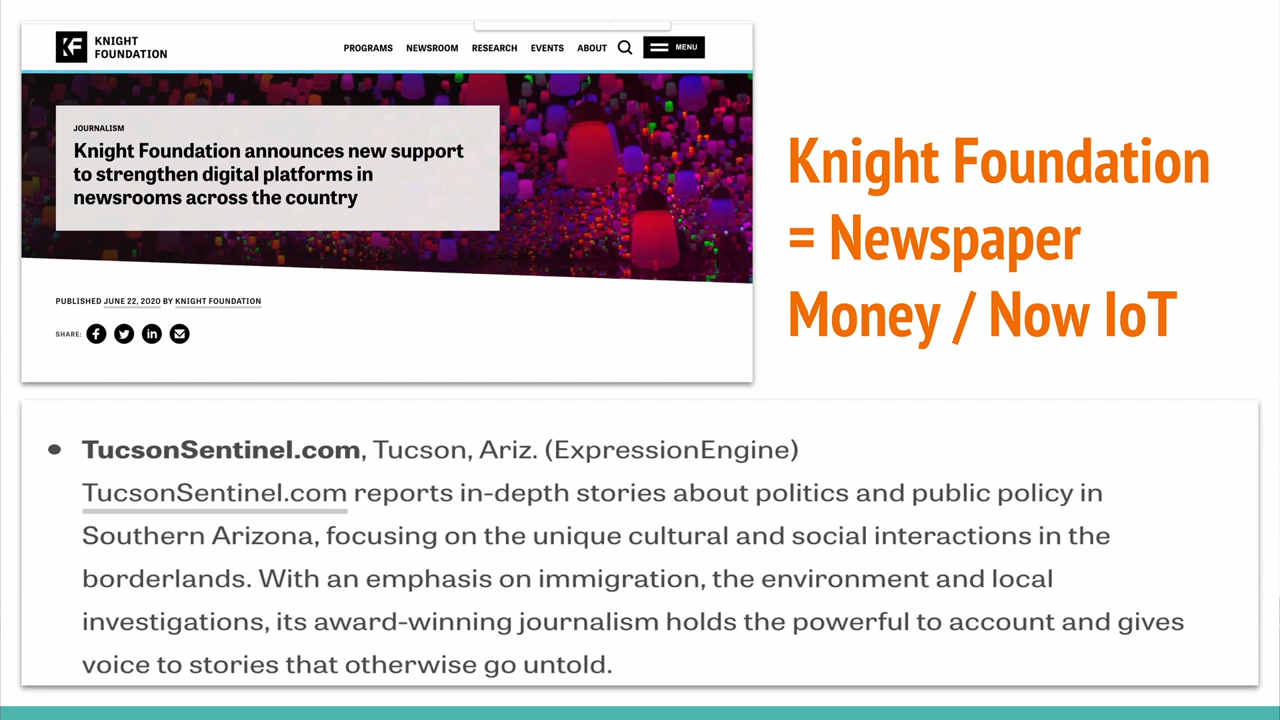 KNIGHT
FOUNDATION
PROGRAMS NEWSROOM RESEARCH EVENTS ABOUT MENU
JOURNALISM
Knight Foundation announces new support
to strengthen digital platforms in
newsrooms across the country
PUBLISHED JUNE 22, 2020 BY KNIGHT FOUNDATION
SHARE:
Knight Foundation
= Newspaper
Money / Now IoT
• TucsonSentinel.com, Tucson, Ariz. (ExpressionEngine)
TucsonSentinel.com reports in-depth stories about politics and public policy in
Southern Arizona, focusing on the unique cultural and social interactions in the
borderlands. With an emphasis on immigration, the environment and local
investigations, its award-winning journalism holds the powerful to account and gives
voice to stories that otherwise go untold.